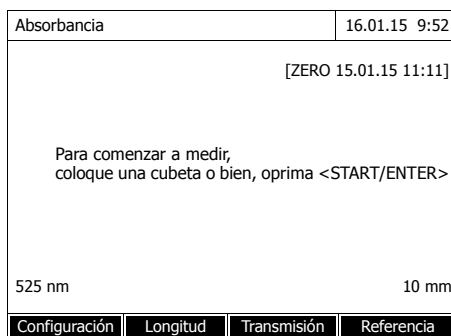 Absorbancia 16.01.15 9:52
[ZERO 15.01.15 11:11]
Para comenzar a medir,
coloque una cubeta o bien, oprima <START/ENTER>
525 nm 10 mm
Configuración Longitud Transmisión Referencia